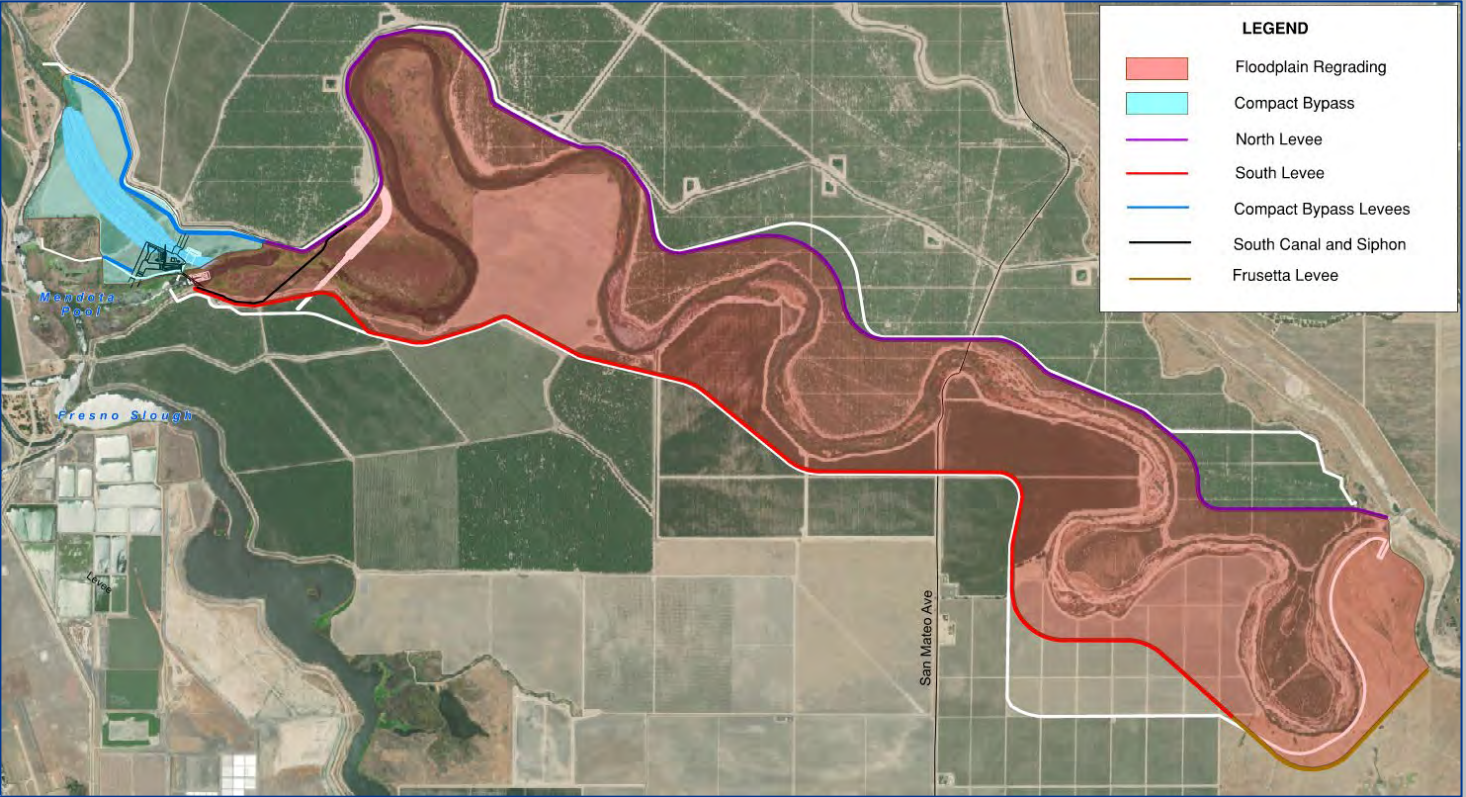 LEGEND
Floodplain Regrading
Compact Bypass
North Levee
South Levee
Compact Bypass Levees
South Canal and Siphon
Frusetta Levee
Mendota
Pool
Fresno Slough
Levee
San Mateo Ave